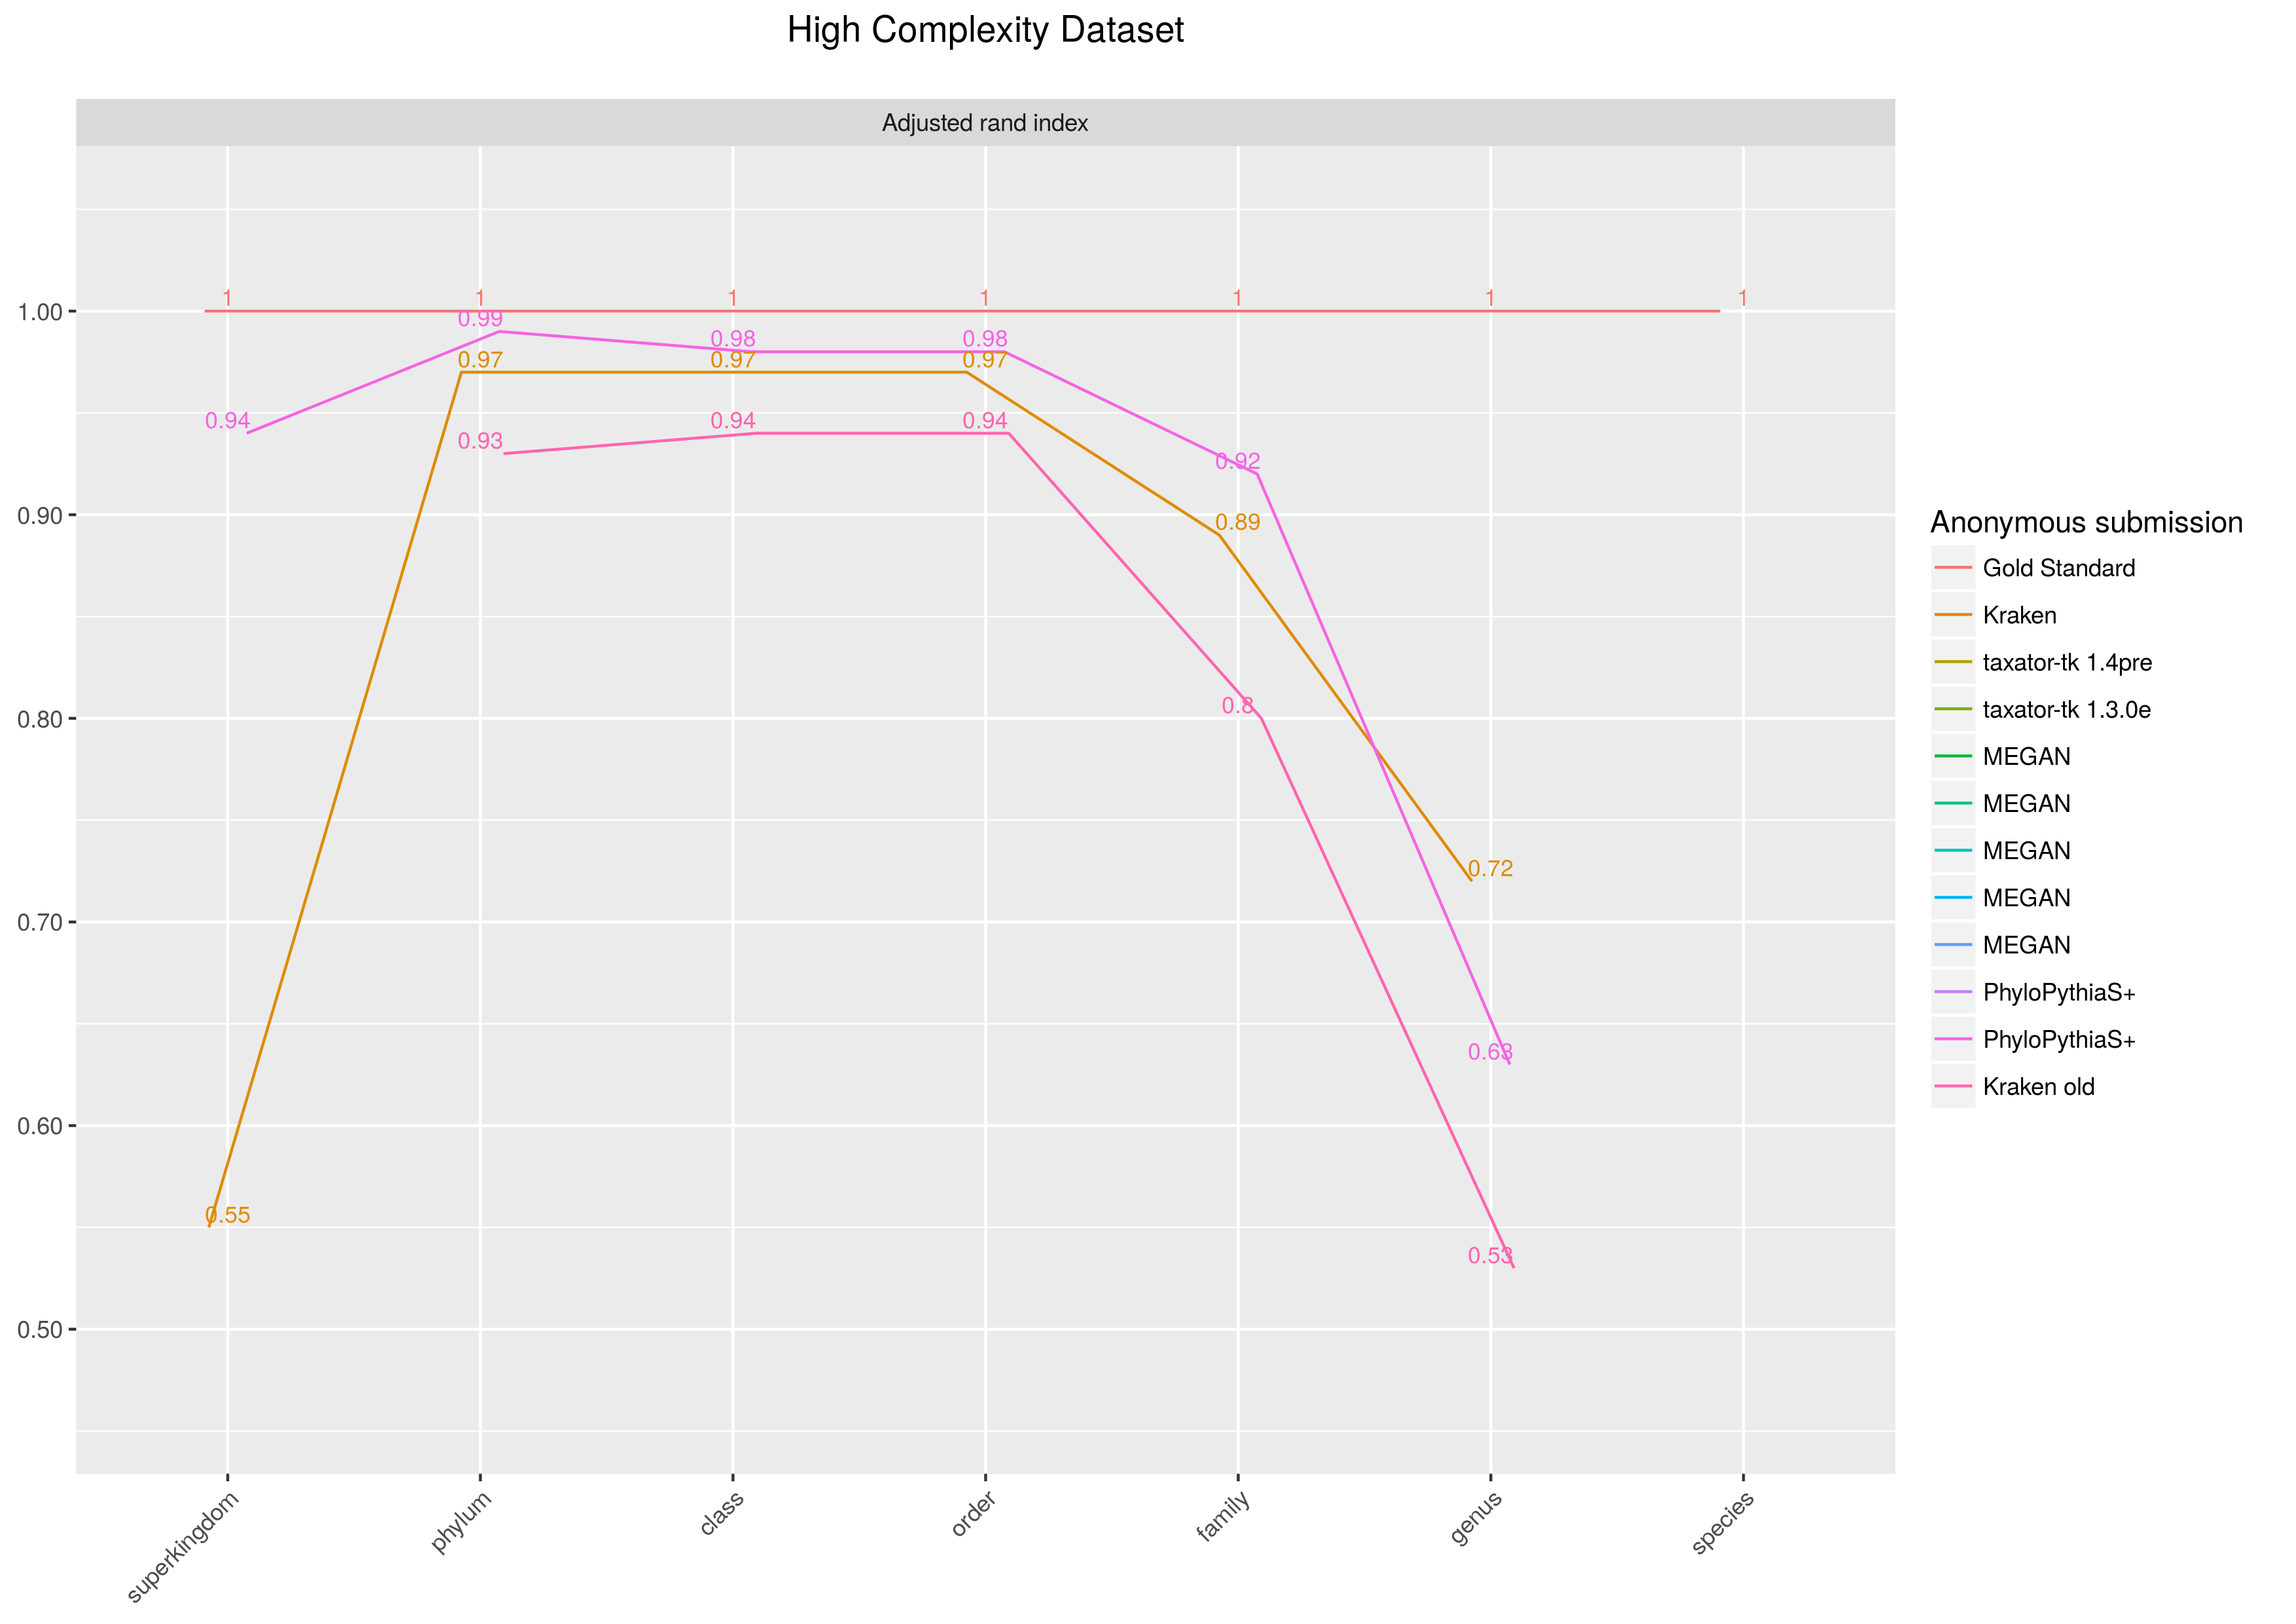 High Complexity Dataset
Adjusted rand index
1 1 1 1 1 1 1
1.00
0.99
0.98 0.98
0.97 0.97 0.97
0.94 0.94 0.94
0.93
0.92
0.90
0.89
0.80
0.8
0.72
0.70
0.63
0.60
0.55
0.53
0.50
superkingdom phylum class order family genus species
Anonymous submission
Gold Standard
Kraken
taxator-tk 1.4pre
taxator-tk 1.3.0e
MEGAN
MEGAN
MEGAN
MEGAN
MEGAN
PhyloPythiaS+
PhyloPythiaS+
Kraken old